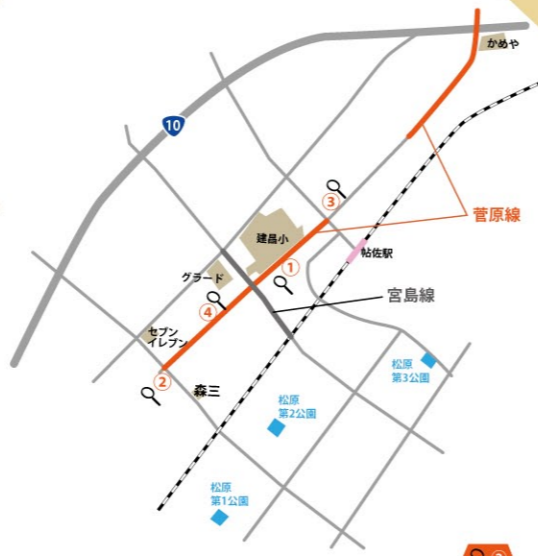 かめや
10
③
菅原線
建昌小
帖佐駅
①
グラード
宮島線
④
セブン
イレブン
②
森三
松原
第3公園
松原
第2公園
松原
第1公園